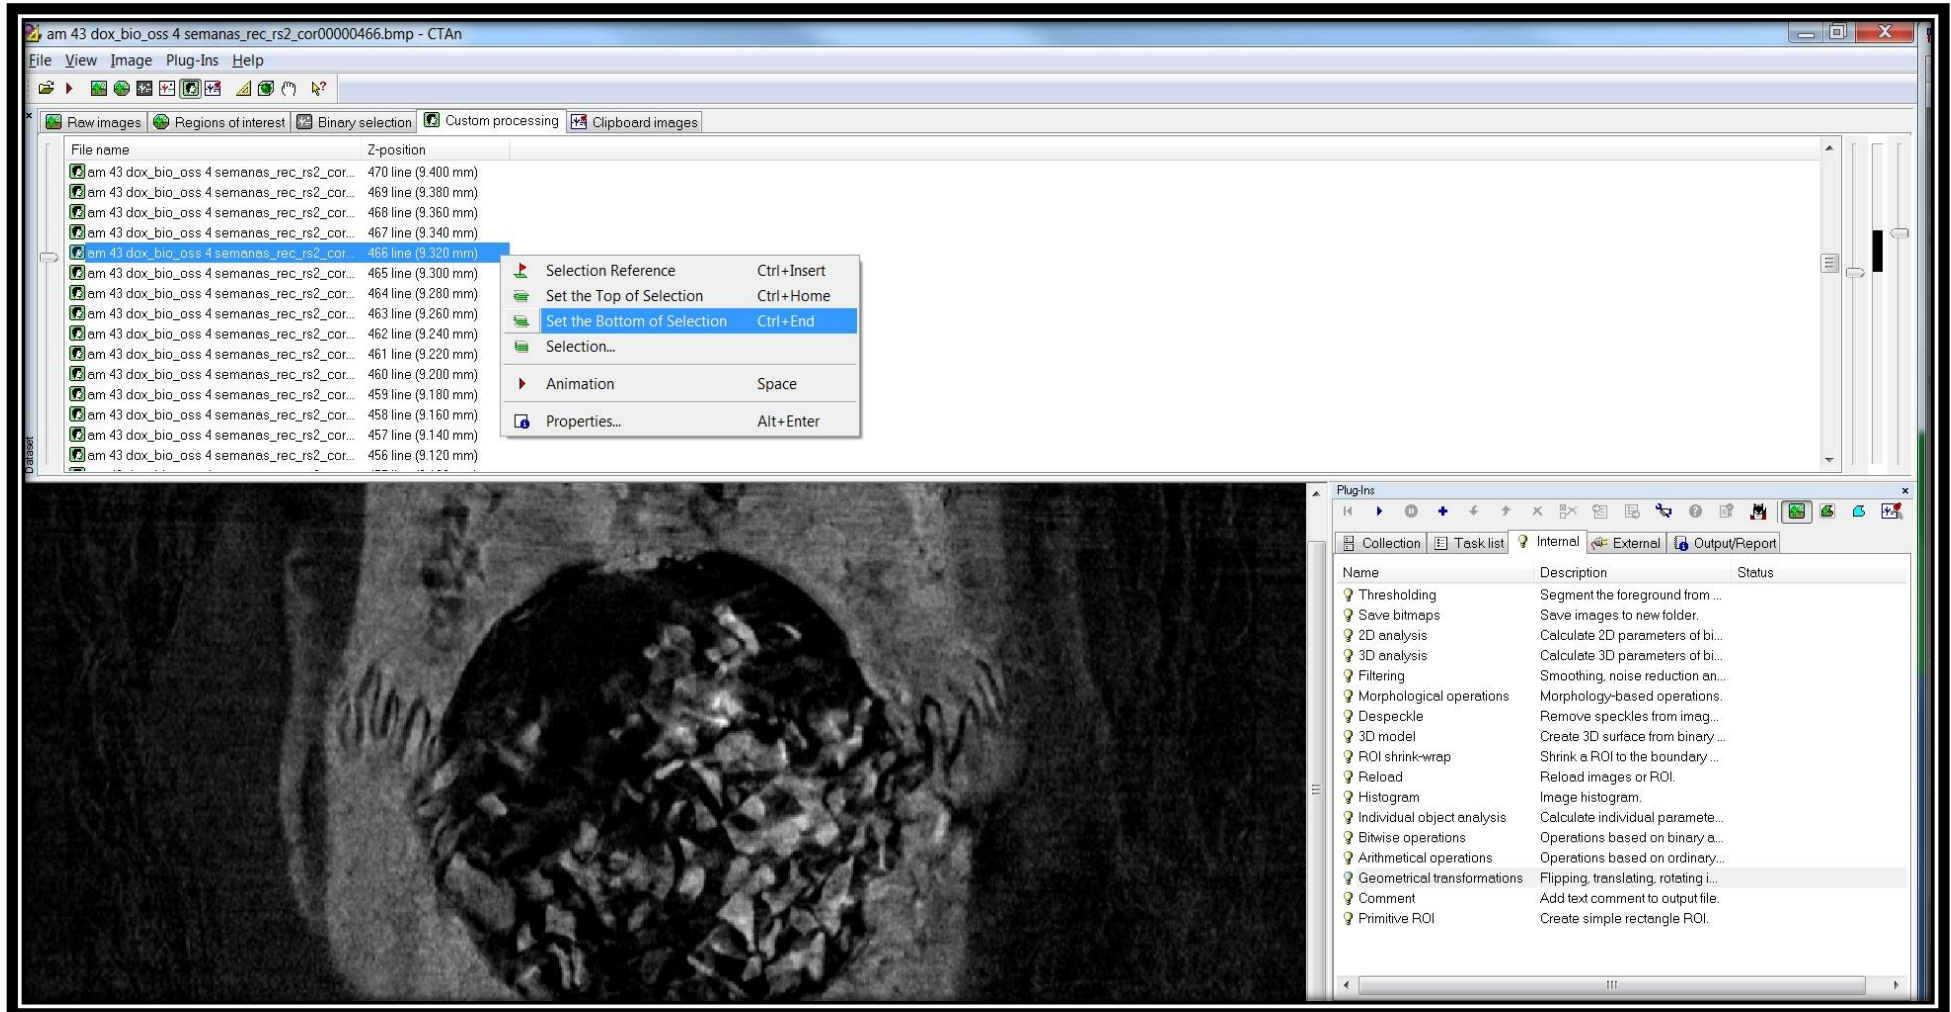 am 43 dox_bio_oss 4 semanas_rec_rs2_cor00000466.bmp - CTAn
File View Image Plug-Ins Help
Raw images Regions of interest Binary selection Custom processing Clipboard images
File name Z-position
am 43 dox_bio_oss 4 semanas_rec_rs2_cor... 470 line (9.400 mm)
am 43 dox_bio_oss 4 semanas_rec_rs2_cor... 469 line (9.380 mm)
am 43 dox_bio_oss 4 semanas_rec_rs2_cor... 468 line (9.360 mm)
am 43 dox_bio_oss 4 semanas_rec_rs2_cor... 467 line (9.340 mm)
am 43 dox_bio_oss 4 semanas_rec_rs2_cor... 466 line (9.320 mm)
am 43 dox_bio_oss 4 semanas_rec_rs2_cor... 465 line (9.300 mm)
am 43 dox_bio_oss 4 semanas_rec_rs2_cor... 464 line (9.280 mm)
am 43 dox_bio_oss 4 semanas_rec_rs2_cor... 463 line (9.260 mm)
am 43 dox_bio_oss 4 semanas_rec_rs2_cor... 462 line (9.240 mm)
am 43 dox_bio_oss 4 semanas_rec_rs2_cor... 461 line (9.220 mm)
am 43 dox_bio_oss 4 semanas_rec_rs2_cor... 460 line (9.200 mm)
am 43 dox_bio_oss 4 semanas_rec_rs2_cor... 459 line (9.180 mm)
am 43 dox_bio_oss 4 semanas_rec_rs2_cor... 458 line (9.160 mm)
am 43 dox_bio_oss 4 semanas_rec_rs2_cor... 457 line (9.140 mm)
am 43 dox_bio_oss 4 semanas_rec_rs2_cor... 456 line (9.120 mm)
Dataset
Selection Reference Ctrl+Insert
Set the Top of Selection Ctrl+Home
Set the Bottom of Selection Ctrl+End
Selection...
Animation Space
Properties... Alt+Enter
Plug-Ins
Collection Task list Internal External Output/Report
Name Description Status
Thresholding Segment the foreground from ...
Save bitmaps Save images to new folder.
2D analysis Calculate 2D parameters of bi...
3D analysis Calculate 3D parameters of bi...
Filtering Smoothing, noise reduction an...
Morphological operations Morphology-based operations.
Despeckle Remove speckles from imag...
3D model Create 3D surface from binary ...
ROI shrink-wrap Shrink a ROI to the boundary ...
Reload Reload images or ROI.
Histogram Image histogram.
Individual object analysis Calculate individual paramete...
Bitwise operations Operations based on binary a...
Arithmetical operations Operations based on ordinary...
Geometrical transformations Flipping, translating, rotating i...
Comment Add text comment to output file.
Primitive ROI Create simple rectangle ROI.